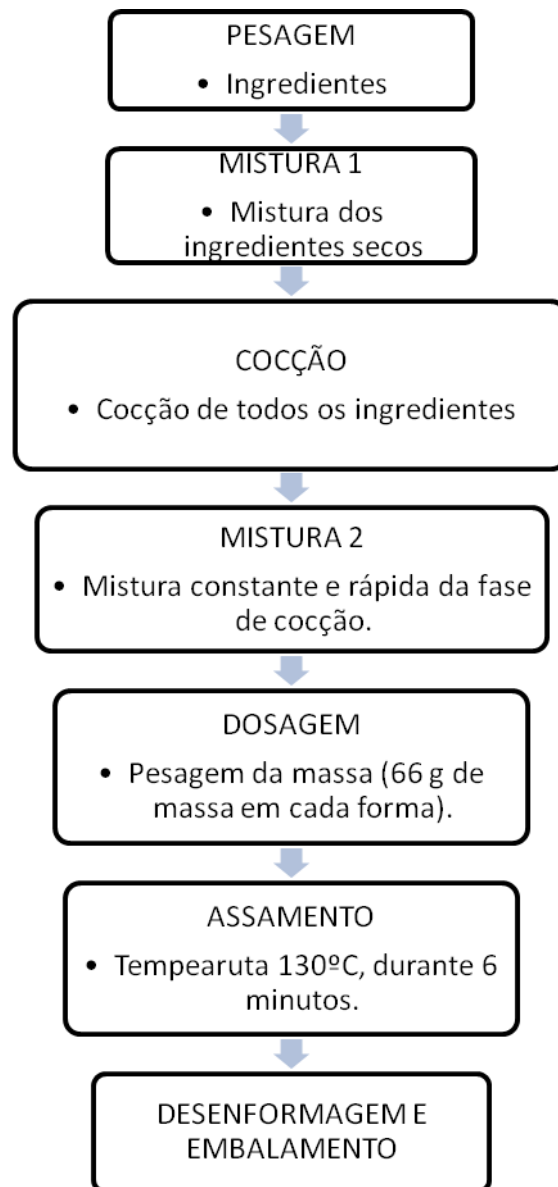 PESAGEM
• Ingredientes
MISTURA 1
• Mistura dos
ingredientes secos
COCÇÃO
• Cocção de todos os ingredientes
MISTURA 2
• Mistura constante e rápida da fase
de cocção.
DOSAGEM
• Pesagem da massa (66 g de
massa em cada forma).
ASSAMENTO
• Tempearuta 130ºC, durante 6
minutos.
DESENFORMAGEM E
EMBALAMENTO